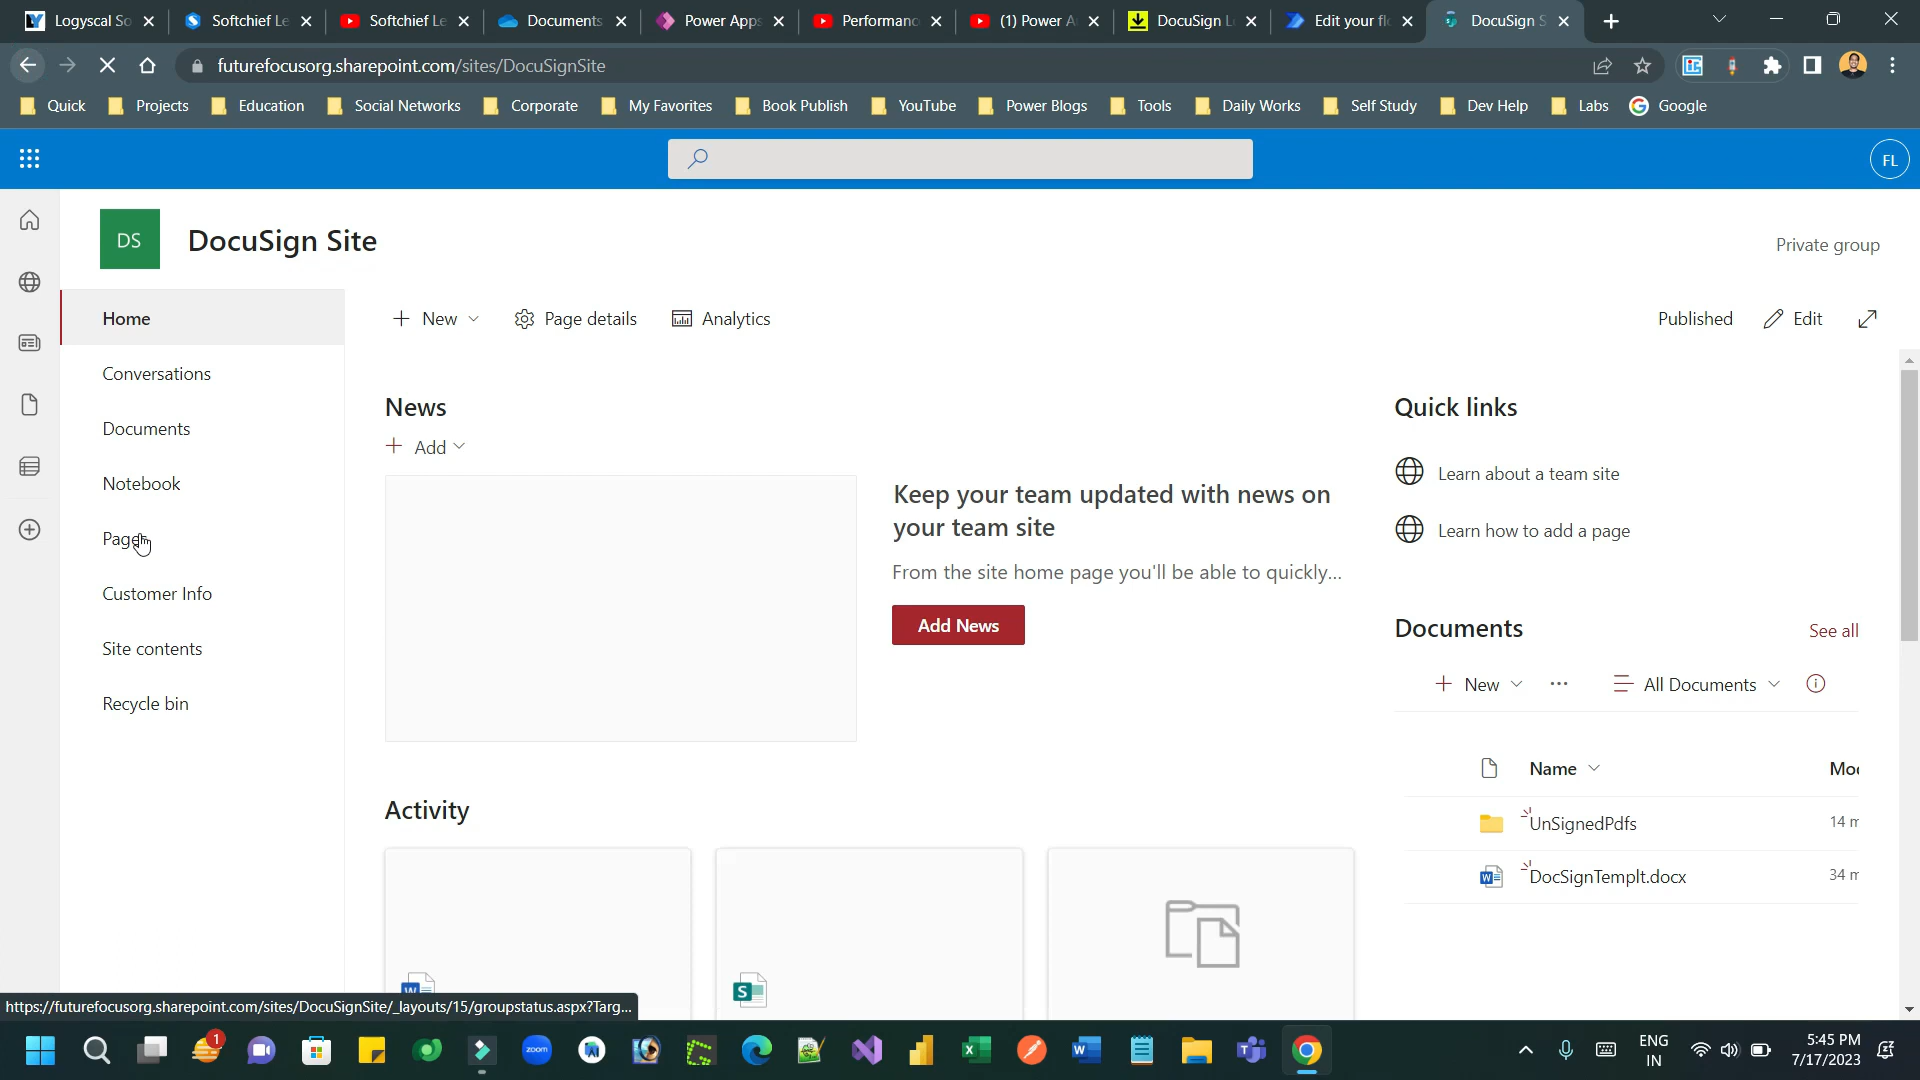 Logyscal So
Softchief Le
Softchief Le
Documents
Power Apps
Performanc
(1) Power A
DocuSign L
Edit your fl
DocuSign S
futurefocusorg.sharepoint.com/sites/DocuSignSite
Quick
Projects
Education
Social Networks
Corporate
My Favorites
Book Publish
YouTube
Power Blogs
Tools
Daily Works
Self Study
Dev Help
Labs
Google
FL
DS
DocuSign Site
Private group
Home
Conversations
Documents
Notebook
Pages
Customer Info
Site contents
Recycle bin
New
Page details
Analytics
Published
Edit
News
Add
Keep your team updated with news on
your team site
From the site home page you'll be able to quickly...
Add News
Activity
Quick links
Learn about a team site
Learn how to add a page
Documents
See all
New
All Documents
Name
Moc
UnSignedPdfs
14 m
DocSignTemplt.docx
34 m
https://futurefocusorg.sharepoint.com/sites/DocuSignSite/_layouts/15/groupstatus.aspx?Targ...
1
zoom
ENG
IN
5:45 PM
7/17/2023